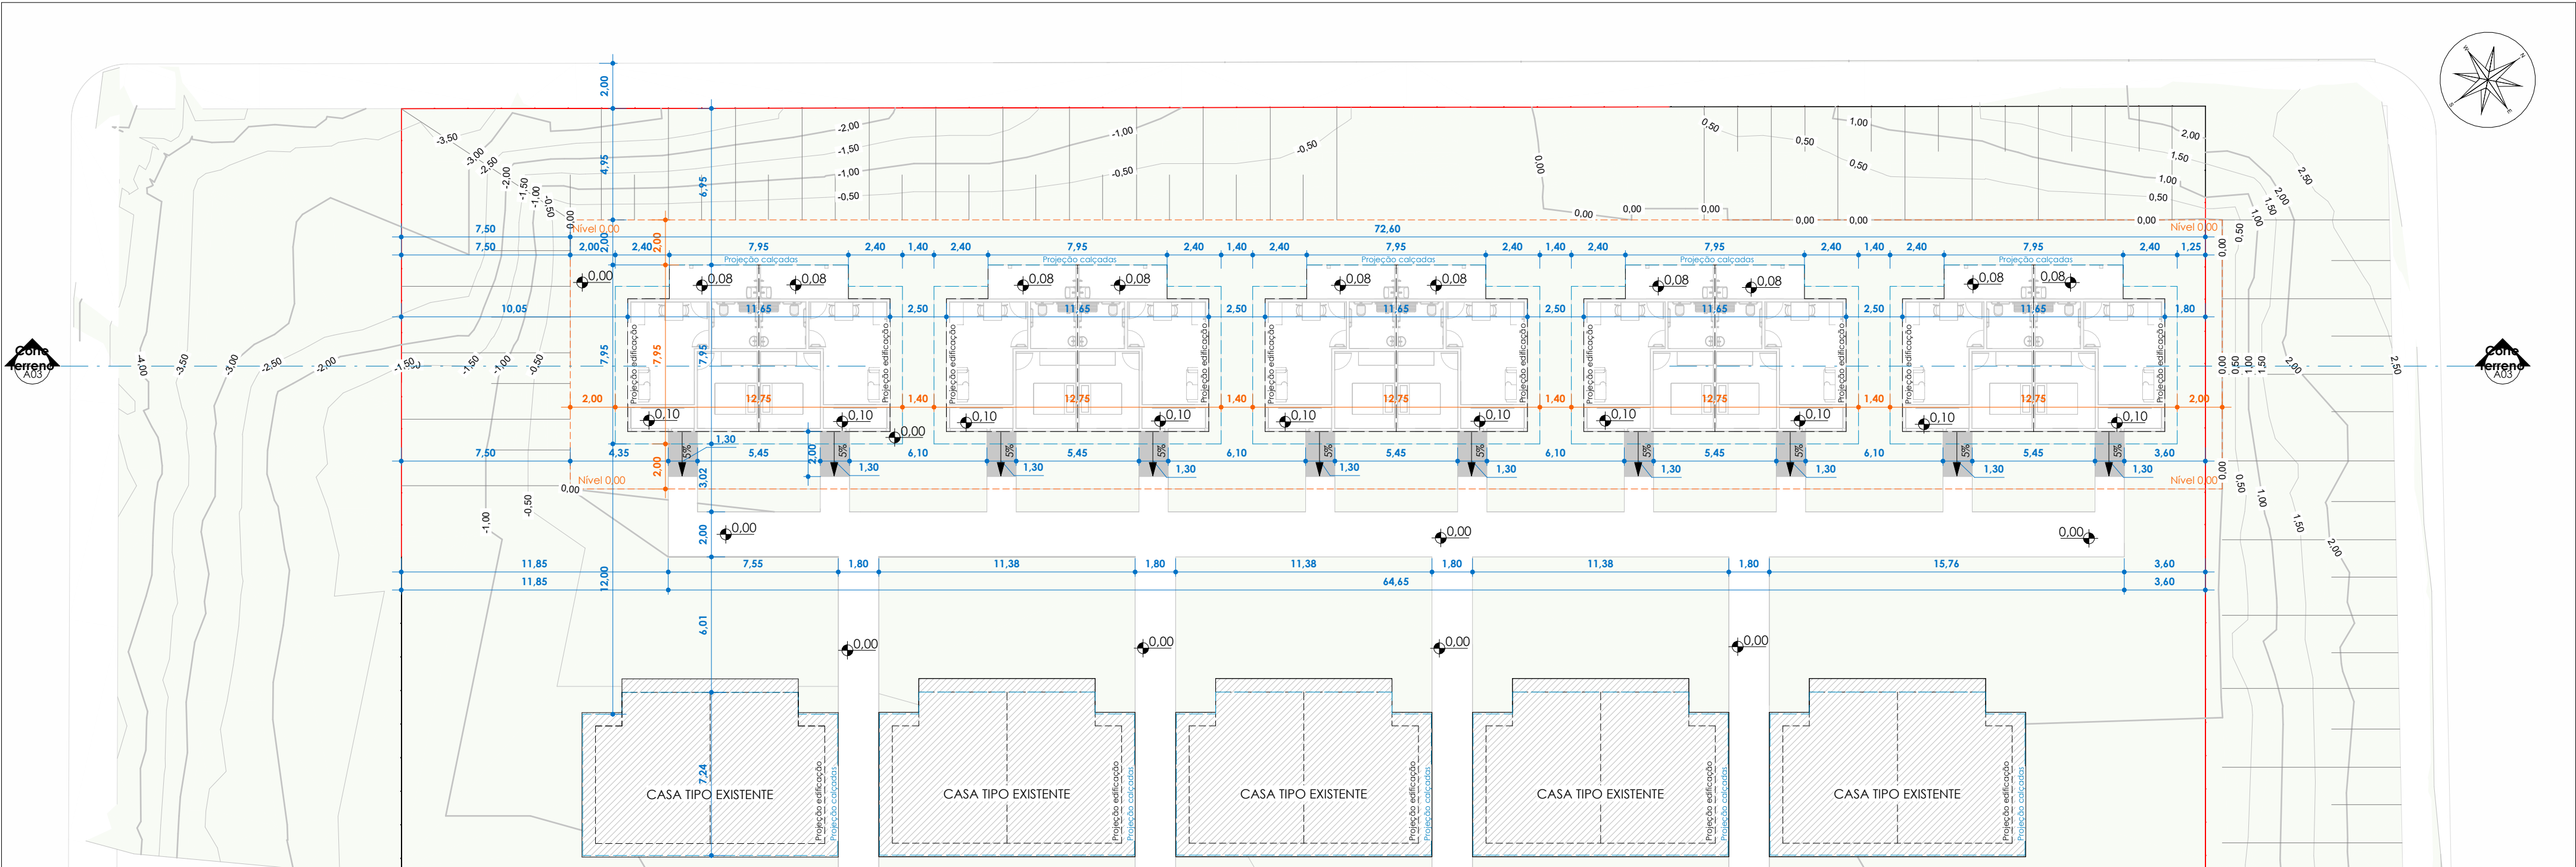 2,00
W N
S E
-3,50 -2,00 -1,00 0,50 1,00 2,00
-3,00 -1,50 -0,50 0,00 0,50 1,50 2,50
-2,50 4,95 -1,00 -0,50 0,50 1,00 2,00
-2,00 6,95 -0,50 0,50 1,50
-1,50 1,00
-1,00
-0,50
0,00 0,00 0,00 0,00 0,00 0,00 0,00
Nível 0,00 Nível 0,00
7,50 72,60 0,50
7,50 2,00 2,00 2,00 2,40 7,95 2,40 1,40 2,40 7,95 2,40 1,40 2,40 7,95 2,40 1,40 2,40 7,95 2,40 1,40 2,40 7,95 2,40 1,25 0,00
Projeção calçadas Projeção calçadas Projeção calçadas Projeção calçadas Projeção calçadas
0,00 0,08 0,08 0,08 0,08 0,08 0,08 0,08 0,08 0,08 0,08
10,05 11,65 2,50 11,65 2,50 11,65 2,50 11,65 2,50 11,65 1,80
Projeção edificação Projeção edificação Projeção edificação Projeção edificação Projeção edificação Projeção edificação Projeção edificação Projeção edificação Projeção edificação Projeção edificação
7,95 7,95 7,95
Corte
Terreno
A03
-4,00 -3,50 -3,00 -2,50 -2,00 -1,50 -1,50 -1,00 -0,50 0,00 0,50 1,00 1,50 2,00 2,50
Corte
Terreno
A03
2,00 12,75 1,40 12,75 1,40 12,75 1,40 12,75 1,40 12,75 2,00
0,10 0,10 0,10 0,10 0,10 0,10 0,10 0,10 0,10 0,10
0,00
7,50 4,35 1,30 5,45 6,10 5,45 6,10 5,45 6,10 5,45 6,10 5,45 3,60
5% 5% 5% 5% 5% 5% 5% 5% 5% 5%
2,00 3,02 2,00 1,30 1,30 1,30 1,30 1,30 1,30 1,30 1,30 1,30
0,00 Nível 0,00 Nível 0,00 0,00 0,50 1,00
-1,00 -0,50 1,50
2,00 0,00 0,00 0,00 2,00
11,85 7,55 1,80 11,38 1,80 11,38 1,80 11,38 1,80 15,76 3,60
11,85 12,00 64,65 3,60
6,01
0,00 0,00 0,00 0,00
7,24
CASA TIPO EXISTENTE CASA TIPO EXISTENTE CASA TIPO EXISTENTE CASA TIPO EXISTENTE CASA TIPO EXISTENTE
Projeção edificação Projeção edificação Projeção edificação Projeção edificação Projeção edificação
Projeção calçadas Projeção calçadas Projeção calçadas Projeção calçadas Projeção calçadas